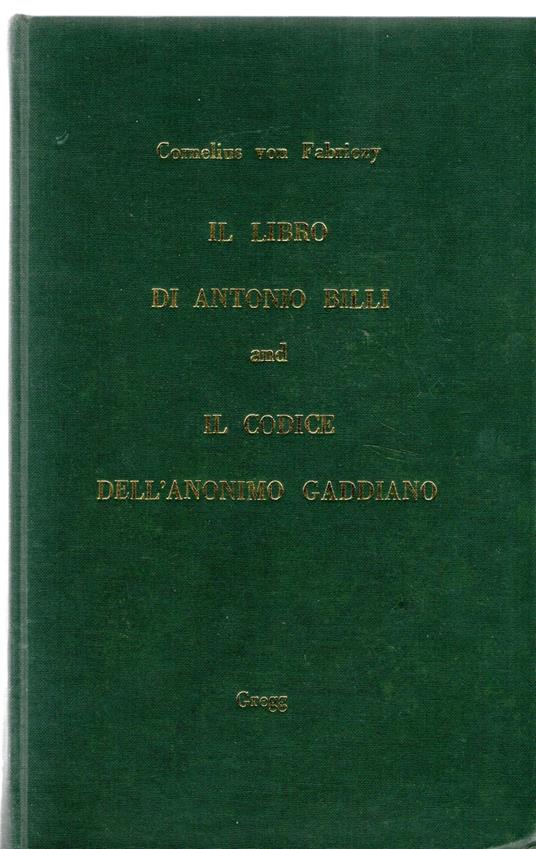 Cornelius von Fabriczy
IL LIBRO
DI ANTONIO BILLI
and
IL CODICE
DELL'ANONIMO GADDIANO
Gregg